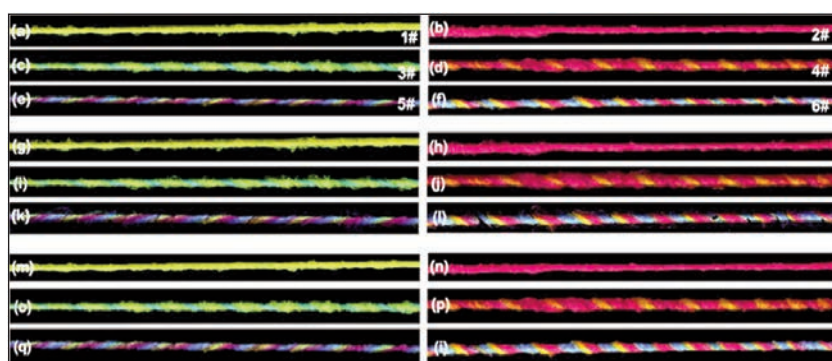 (a) 1# (b) 2#
(c) 3# (d) 4#
(e) 5# (f) 6#
(g) (h)
(i) (j)
(k) (l)
(m) (n)
(o) (p)
(q) (i)